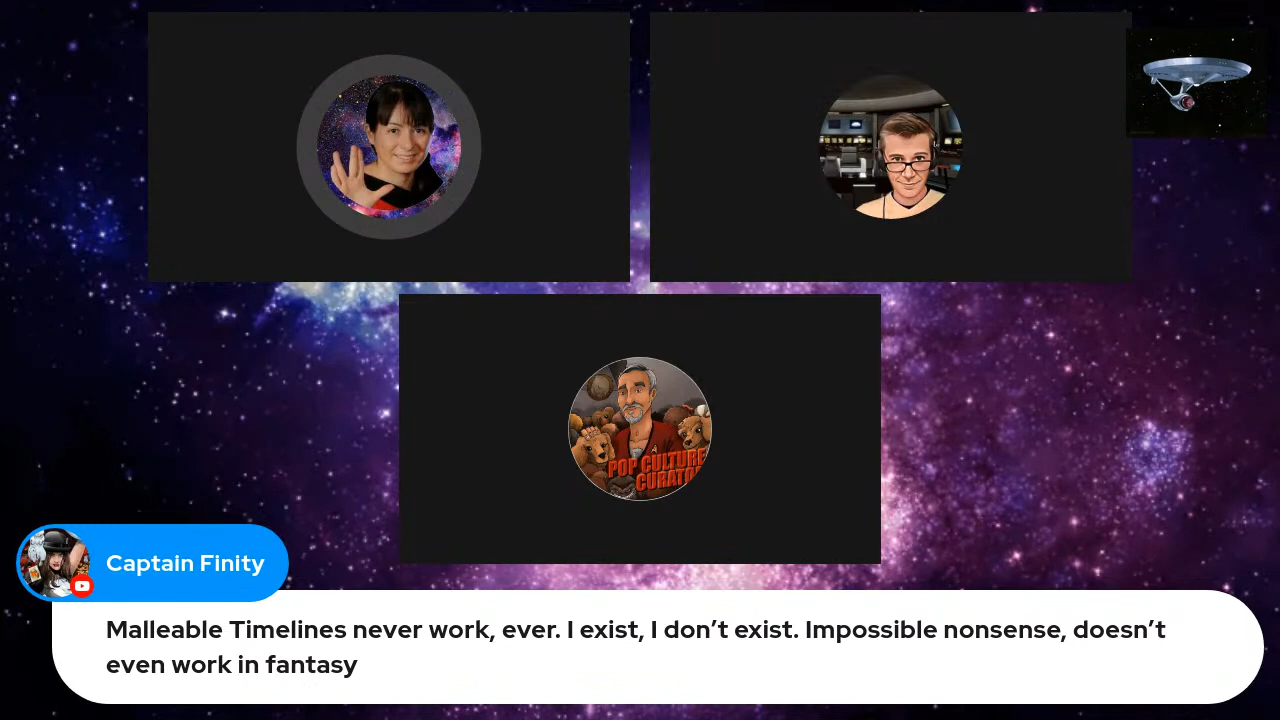 POP CULTURE
CURATO
Captain Finity
Malleable Timelines never work, ever. I exist, I don’t exist. Impossible nonsense, doesn’t
even work in fantasy